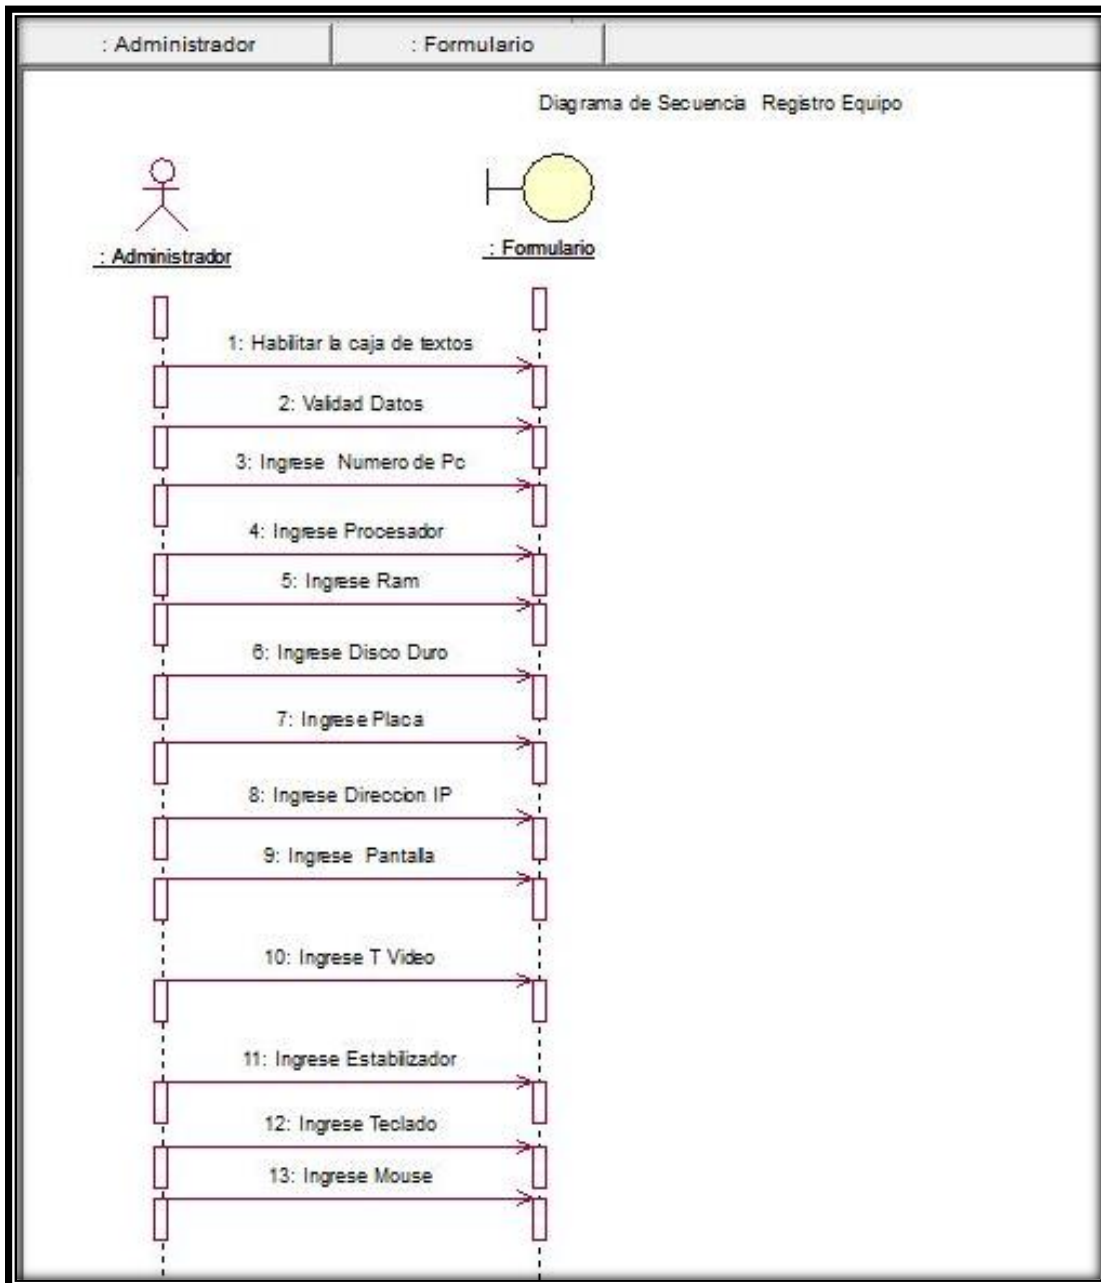 : Administrador
: Formulario
Diagrama de Secuencia Registro Equipo
: Administrador
: Formulario
1: Habilitar la caja de textos
2: Validad Datos
3: Ingrese Numero de Pc
4: Ingrese Procesador
5: Ingrese Ram
6: Ingrese Disco Duro
7: Ingrese Placa
8: Ingrese Direccion IP
9: Ingrese Pantalla
10: Ingrese T Video
11: Ingrese Estabilizador
12: Ingrese Teclado
13: Ingrese Mouse